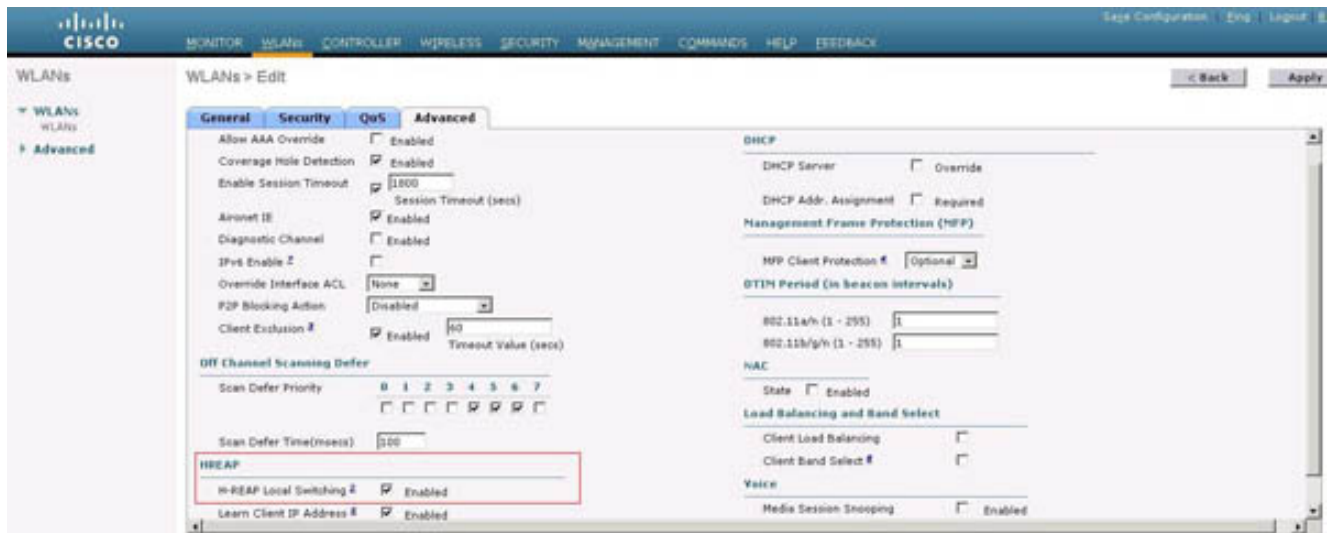 Save Configuration Ping Logout
CISCO
MONITOR WLANs CONTROLLER WIRELESS SECURITY MANAGEMENT COMMANDS HELP FEEDBACK
WLANs
WLANs
WLANs
Advanced
WLANs > Edit
< Back
Apply
General Security QoS Advanced
Allow AAA Override Enabled
Coverage Hole Detection Enabled
Enable Session Timeout 1800
Session Timeout (secs)
Aironet IE Enabled
Diagnostic Channel Enabled
IPv6 Enable
Override Interface ACL None
P2P Blocking Action Disabled
Client Exclusion Enabled 60
Timeout Value (secs)
Off Channel Scanning Defer
Scan Defer Priority 0 1 2 3 4 5 6 7
Scan Defer Time(msecs) 100
HREAP
H-REAP Local Switching 2 Enabled
Learn Client IP Address Enabled
DHCP
DHCP Server Override
DHCP Addr. Assignment Required
Management Frame Protection (MFP)
MFP Client Protection 4 Optional
DTIM Period (in beacon intervals)
802.11a/n (1 - 255) 1
802.11b/g/n (1 - 255) 1
NAC
State Enabled
Load Balancing and Band Select
Client Load Balancing
Client Band Select
Voice
Media Session Snooping Enabled